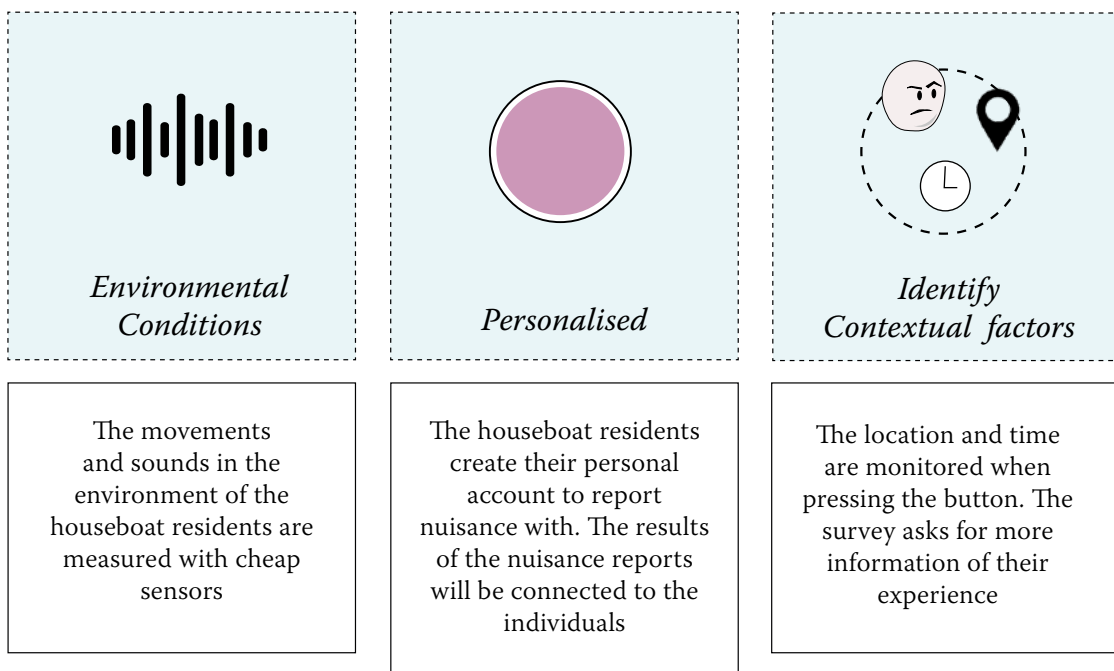 Environmental
Conditions
Personalised
Identify
Contextual factors
The movements
and sounds in the
environment of the
houseboat residents are
measured with cheap
sensors
The houseboat residents
create their personal
account to report
nuisance with. The results
of the nuisance reports
will be connected to the
individuals
The location and time
are monitored when
pressing the button. The
survey asks for more
information of their
experience